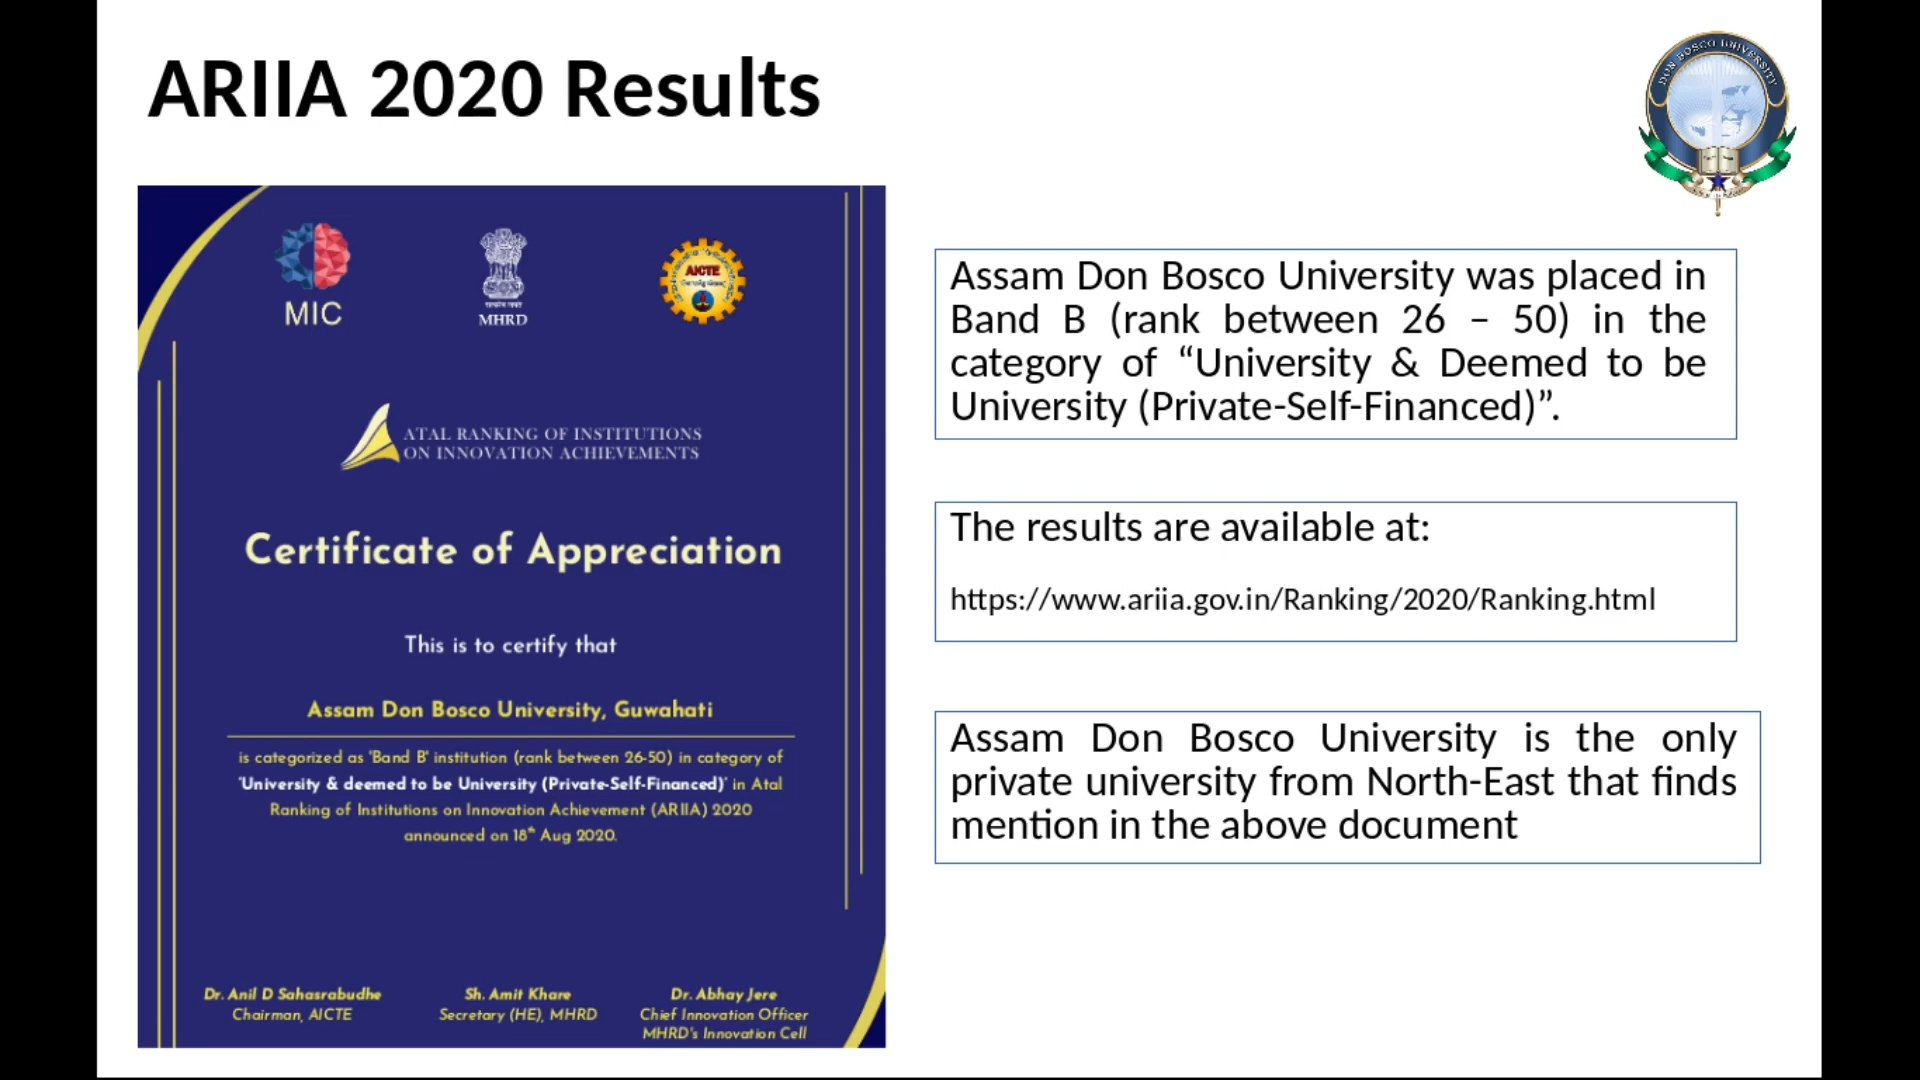 ARIIA 2020 Results
DON BOSCO UNIVERSITY
MIC
MHRD
AICTE
ATAL RANKING OF INSTITUTIONS
ON INNOVATION ACHIEVEMENTS
Certificate of Appreciation
This is to certify that
Assam Don Bosco University, Guwahati
is categorized as 'Band B' institution (rank between 26-50) in category of
'University & deemed to be University (Private-Self-Financed)' in Atal
Ranking of Institutions on Innovation Achievement (ARIIA) 2020
announced on 18th Aug 2020.
Dr. Anil D Sahasrabudhe
Chairman, AICTE
Sh. Amit Khare
Secretary (HE), MHRD
Dr. Abhay Jere
Chief Innovation Officer
MHRD's Innovation Cell
Assam Don Bosco University was placed in
Band B (rank between 26 – 50) in the
category of “University & Deemed to be
University (Private-Self-Financed)”.
The results are available at:
https://www.ariia.gov.in/Ranking/2020/Ranking.html
Assam Don Bosco University is the only
private university from North-East that finds
mention in the above document